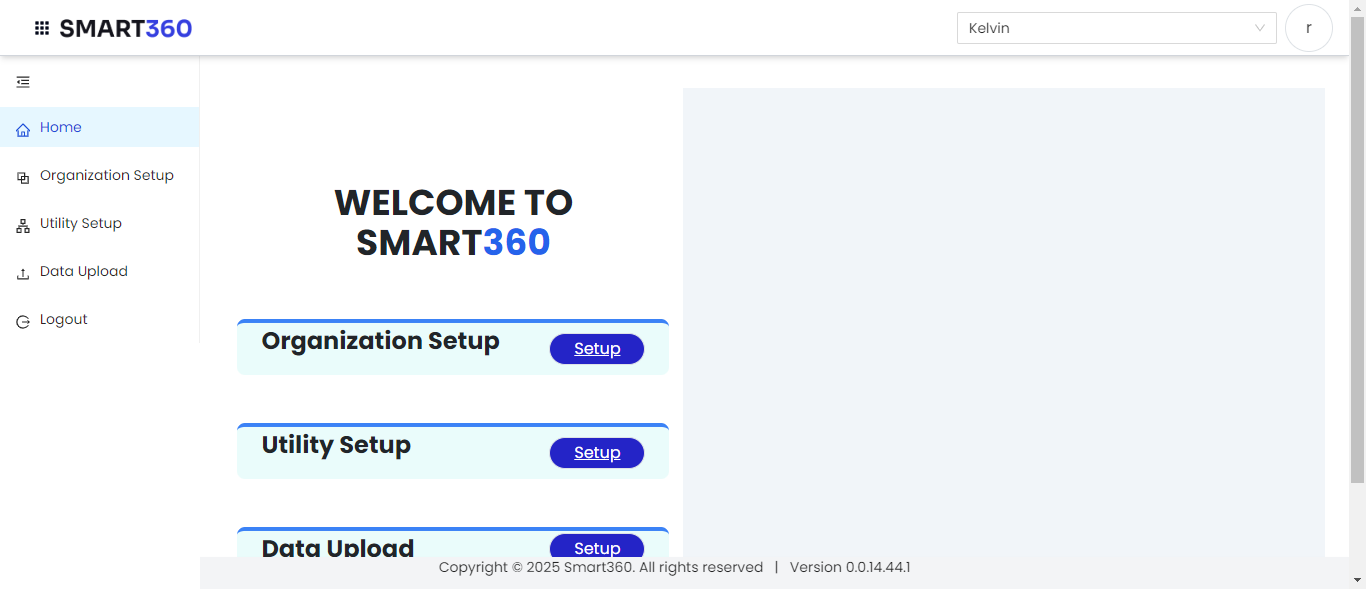 SMART360
Kelvin
r
Home
Organization Setup
Utility Setup
Data Upload
Logout
WELCOME TO
SMART360
Organization Setup
Setup
Utility Setup
Setup
Data Upload
Setup
Copyright © 2025 Smart360. All rights reserved | Version 0.0.14.44.1